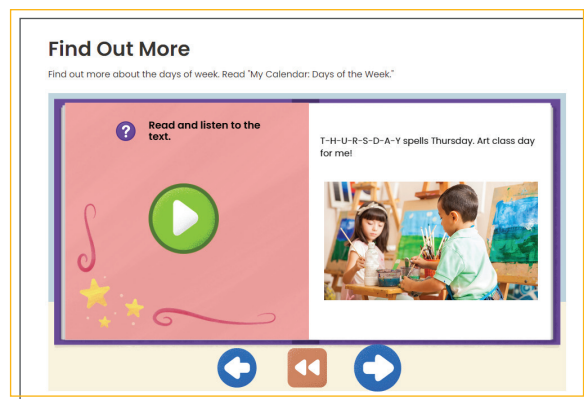 Find Out More
Find out more about the days of week. Read "My Calendar: Days of the Week."
?
Read and listen to the
text.
T-H-U-R-S-D-A-Y spells Thursday. Art class day
for me!